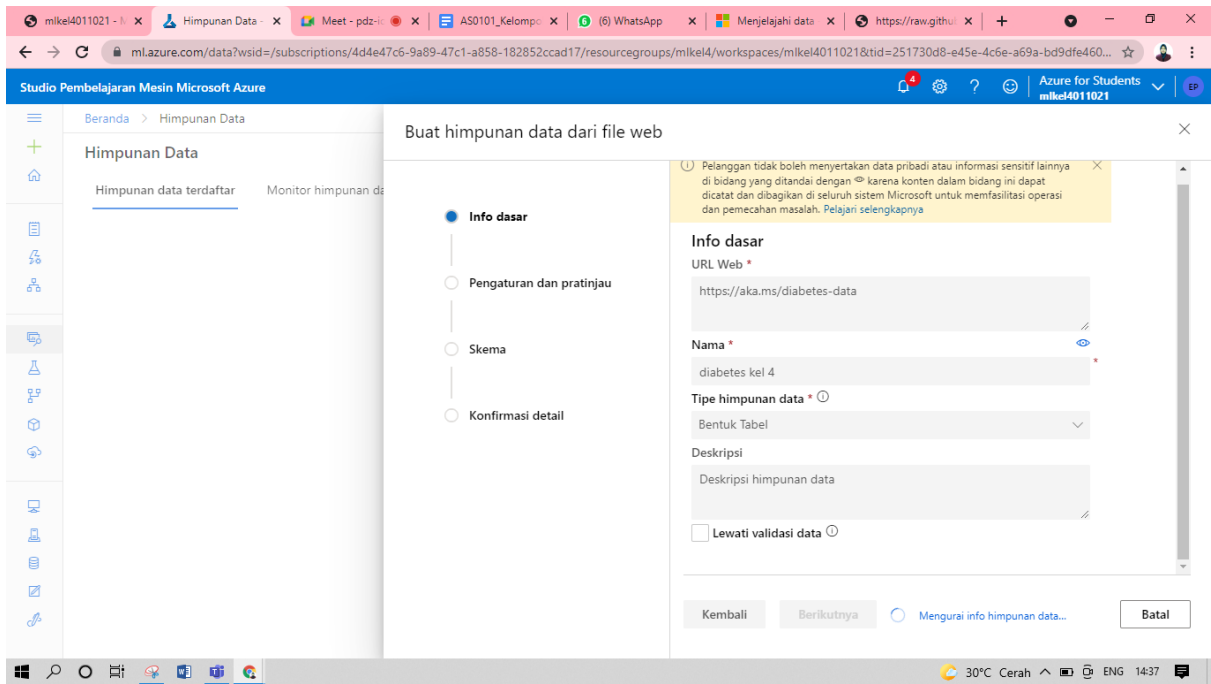 mlkel4011021 - M
Himpunan Data -
Meet - pdz-ic
AS0101_Kelompo
(6) WhatsApp
Menjelajahi data
https://raw.githul
ml.azure.com/data?wsid=/subscriptions/4d4e47c6-9a89-47c1-a858-182852ccad17/resourcegroups/mlkel4/workspaces/mlkel4011021&tid=251730d8-e45e-4c6e-a69a-bd9dfe460...
Studio Pembelajaran Mesin Microsoft Azure
4
Azure for Students
mlkel4011021
EP
Beranda > Himpunan Data
Himpunan Data
Himpunan data terdaftar
Monitor himpunan da
Buat himpunan data dari file web
Info dasar
Pengaturan dan pratinjau
Skema
Konfirmasi detail
Pelanggan tidak boleh menyertakan data pribadi atau informasi sensitif lainnya
di bidang yang ditandai dengan karena konten dalam bidang ini dapat
dicatat dan dibagikan di seluruh sistem Microsoft untuk memfasilitasi operasi
dan pemecahan masalah. Pelajari selengkapnya
Info dasar
URL Web *
https://aka.ms/diabetes-data
Nama *
diabetes kel 4
*
Tipe himpunan data *
Bentuk Tabel
Deskripsi
Deskripsi himpunan data
Lewati validasi data
Kembali
Berikutnya
Mengurai info himpunan data...
Batal
30°C Cerah
ENG
14:37